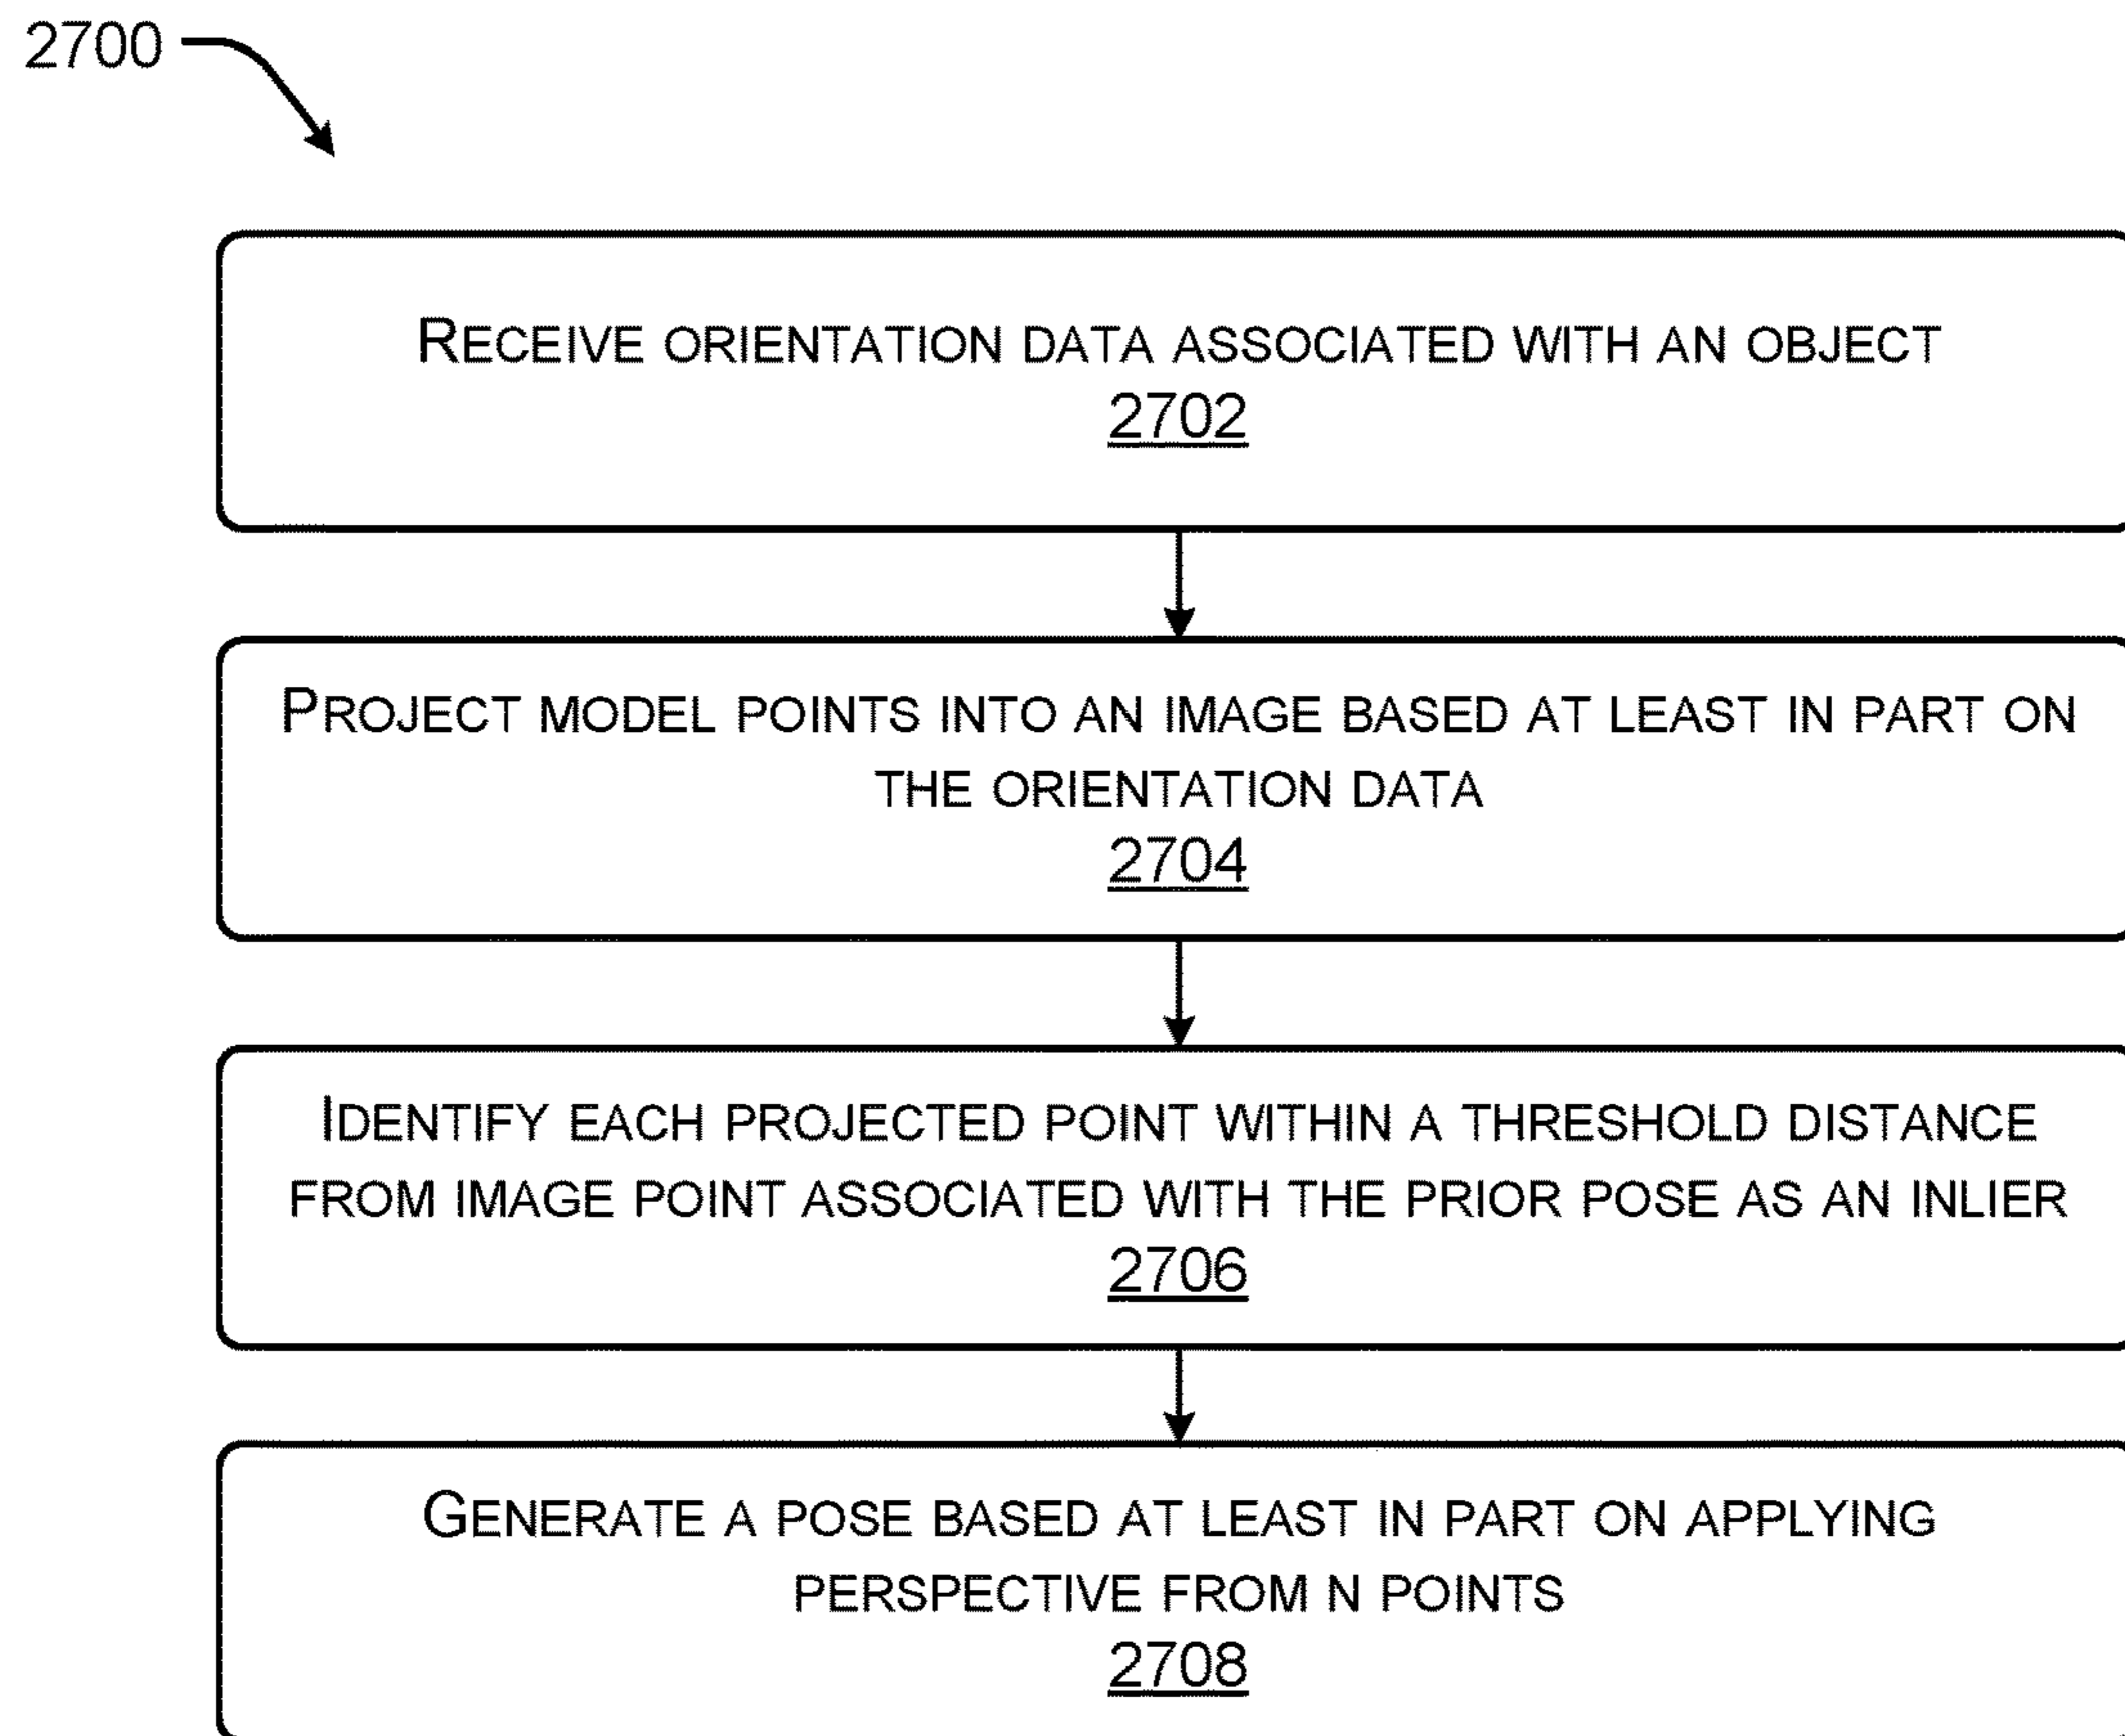 2700
RECEIVE ORIENTATION DATA ASSOCIATED WITH AN OBJECT
2702
PROJECT MODEL POINTS INTO AN IMAGE BASED AT LEAST IN PART ON
THE ORIENTATION DATA
2704
IDENTIFY EACH PROJECTED POINT WITHIN A THRESHOLD DISTANCE
FROM IMAGE POINT ASSOCIATED WITH THE PRIOR POSE AS AN INLIER
2706
GENERATE A POSE BASED AT LEAST IN PART ON APPLYING
PERSPECTIVE FROM N POINTS
2708